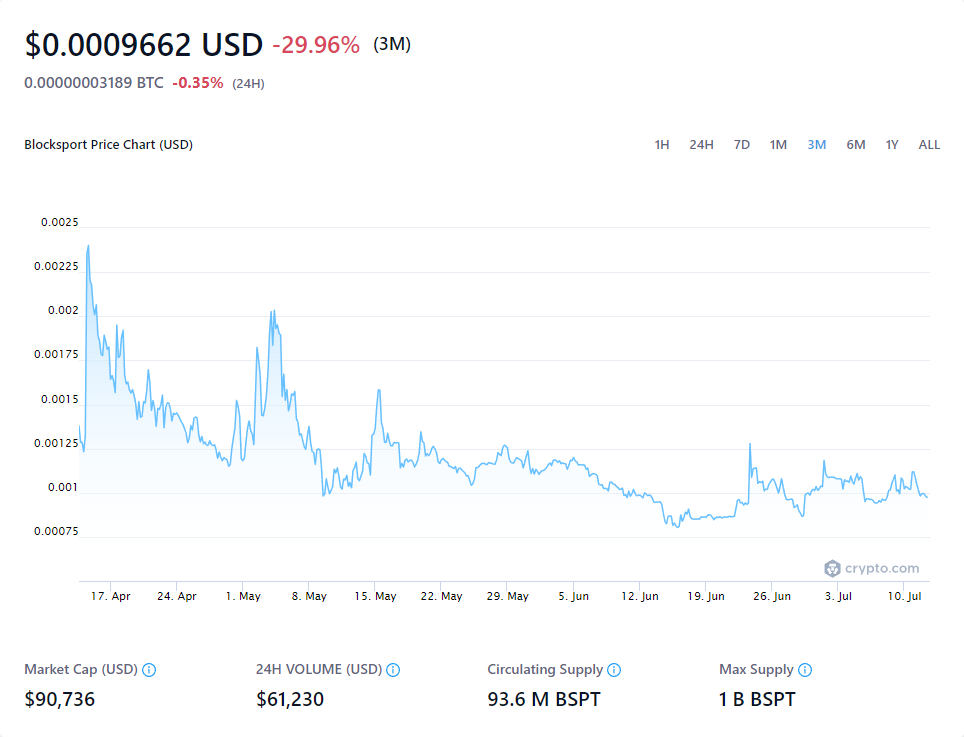 $0.0009662 USD -29.96% (3M)
0.00000003189 BTC -0.35% (24H)
Blocksport Price Chart (USD) 1H 24H 7D 1M 3M 6M 1Y ALL
0.0025
0.00225
0.002
0.00175
0.0015
0.00125
0.001
0.00075
crypto.com
17. Apr 24. Apr 1. May 8. May 15. May 22. May 29. May 5. Jun 12. Jun 19. Jun 26. Jun 3. Jul 10. Jul
Market Cap (USD) 24H VOLUME (USD) Circulating Supply Max Supply
$90,736 $61,230 93.6 M BSPT 1 B BSPT